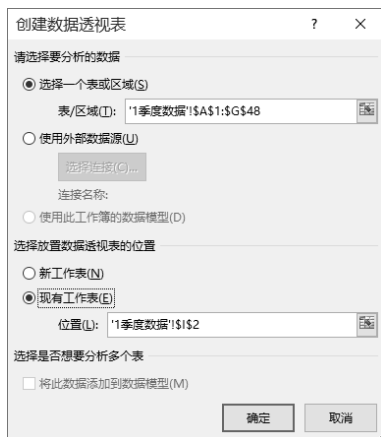 创建数据透视表 ? ×
请选择要分析的数据
选择一个表或区域(S)
表/区域(T): '1季度数据'!$A$1:$G$48
使用外部数据源(U)
选择连接(C)...
连接名称:
使用此工作簿的数据模型(D)
选择放置数据透视表的位置
新工作表(N)
现有工作表(E)
位置(L): '1季度数据'!$I$2
选择是否想要分析多个表
将此数据添加到数据模型(M)
确定 取消